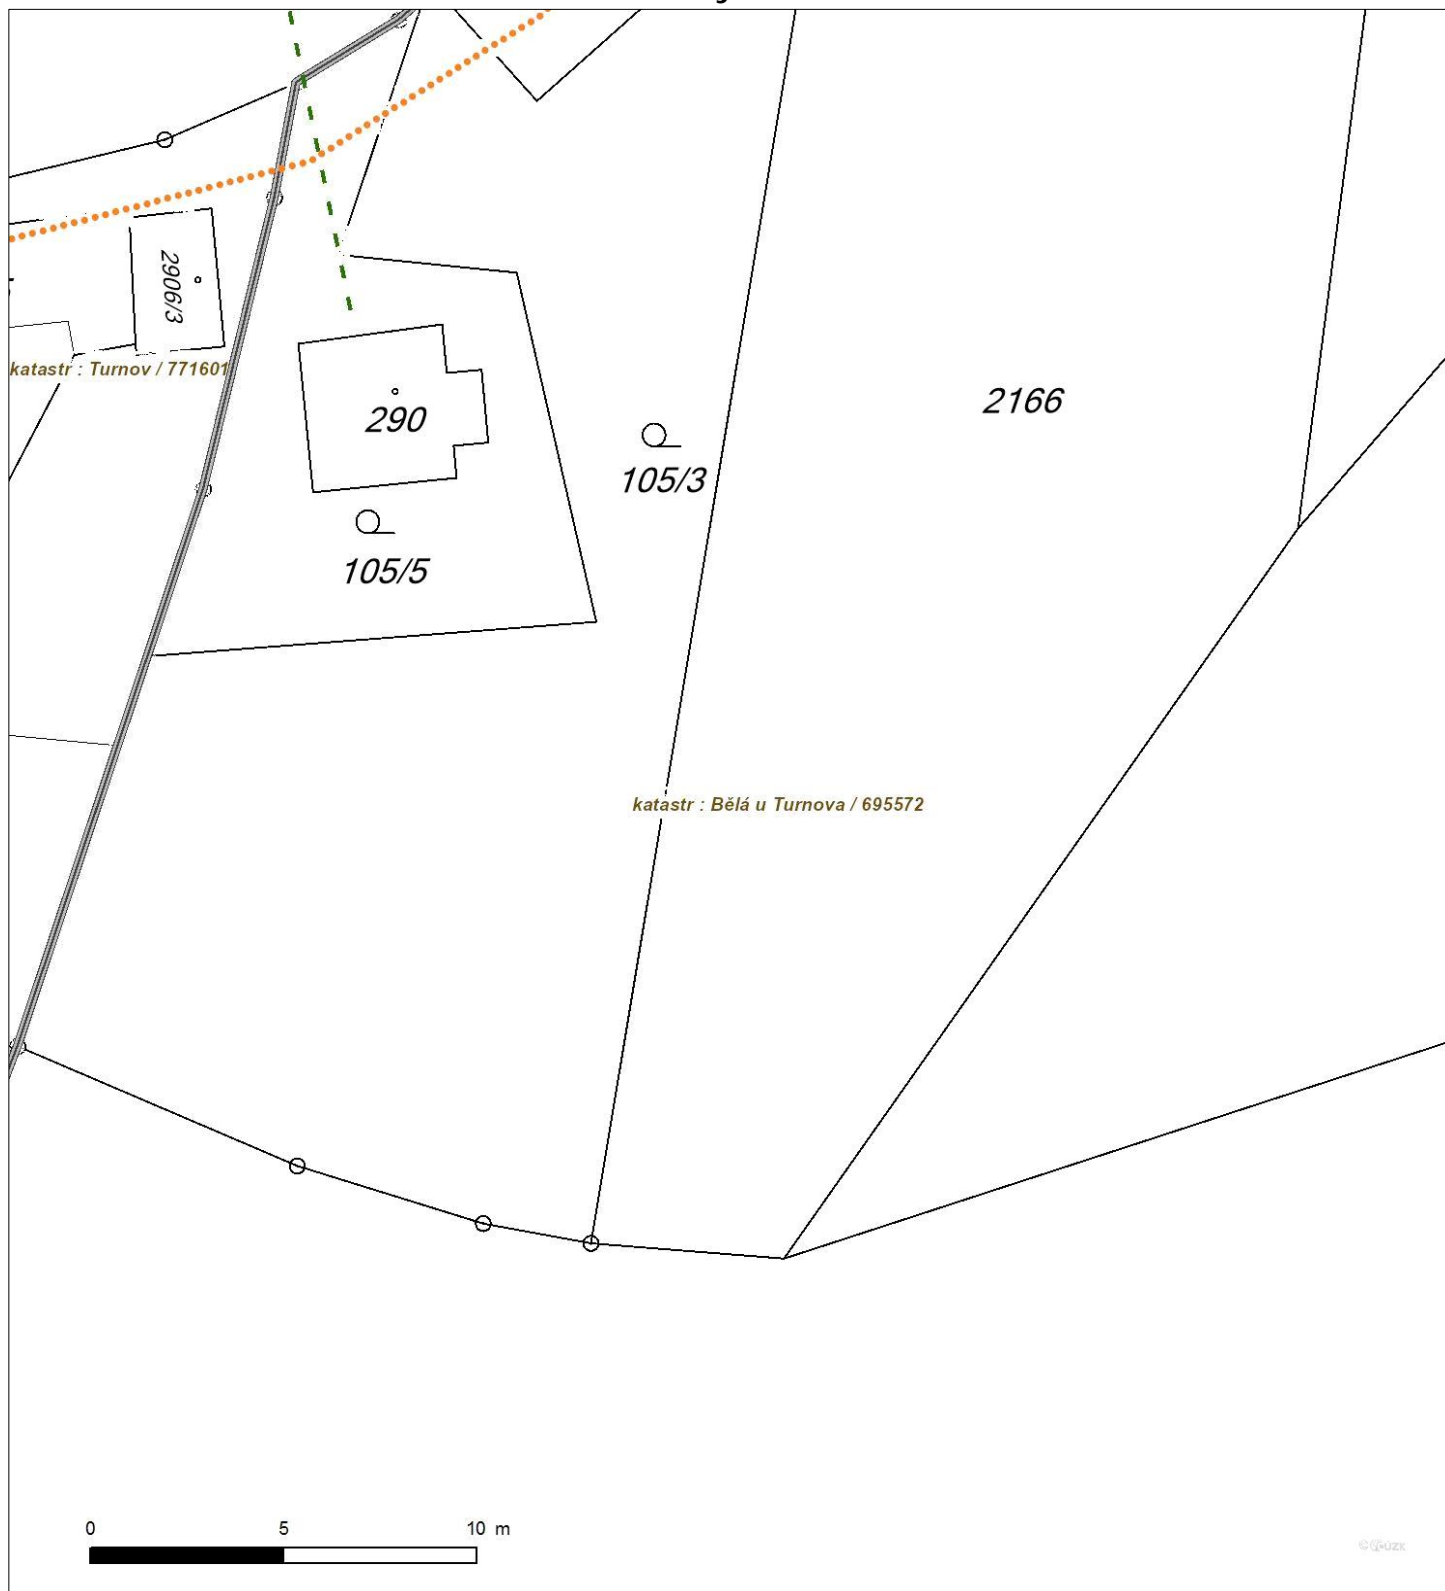 2906/3
katastr : Turnov / 771601
290
2166
105/3
105/5
katastr : Bělá u Turnova / 695572
0 5 10 m